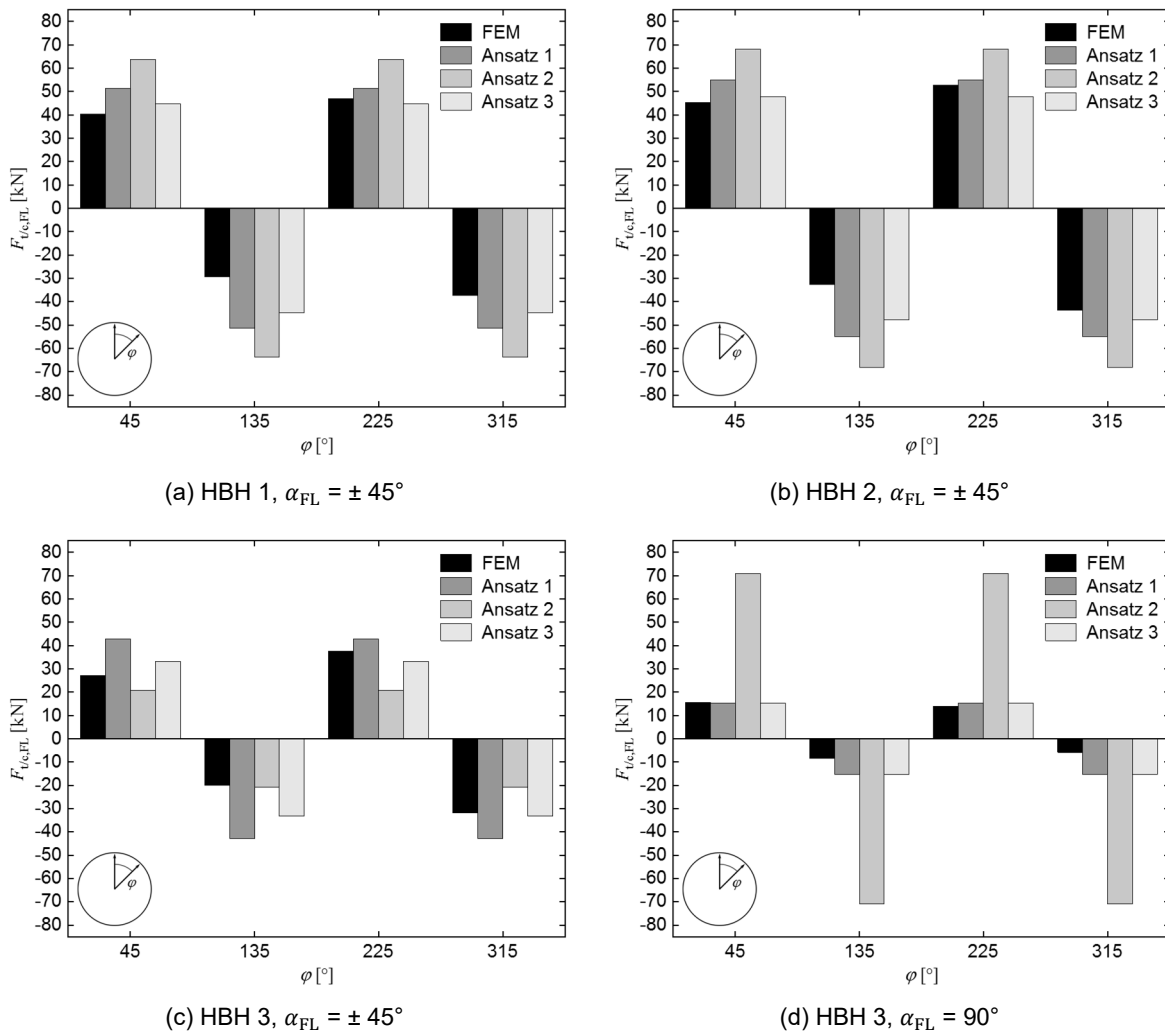 80
70
60
50
40
30
20
10
0
-10
-20
-30
-40
-50
-60
-70
-80
F_t/c,FL [kN]
FEM
Ansatz 1
Ansatz 2
Ansatz 3
φ
45 135 225 315
φ [°]
(a) HBH 1, α_FL = ± 45°
80
70
60
50
40
30
20
10
0
-10
-20
-30
-40
-50
-60
-70
-80
F_t/c,FL [kN]
FEM
Ansatz 1
Ansatz 2
Ansatz 3
φ
45 135 225 315
φ [°]
(b) HBH 2, α_FL = ± 45°
80
70
60
50
40
30
20
10
0
-10
-20
-30
-40
-50
-60
-70
-80
F_t/c,FL [kN]
FEM
Ansatz 1
Ansatz 2
Ansatz 3
φ
45 135 225 315
φ [°]
(c) HBH 3, α_FL = ± 45°
80
70
60
50
40
30
20
10
0
-10
-20
-30
-40
-50
-60
-70
-80
F_t/c,FL [kN]
FEM
Ansatz 1
Ansatz 2
Ansatz 3
φ
45 135 225 315
φ [°]
(d) HBH 3, α_FL = 90°